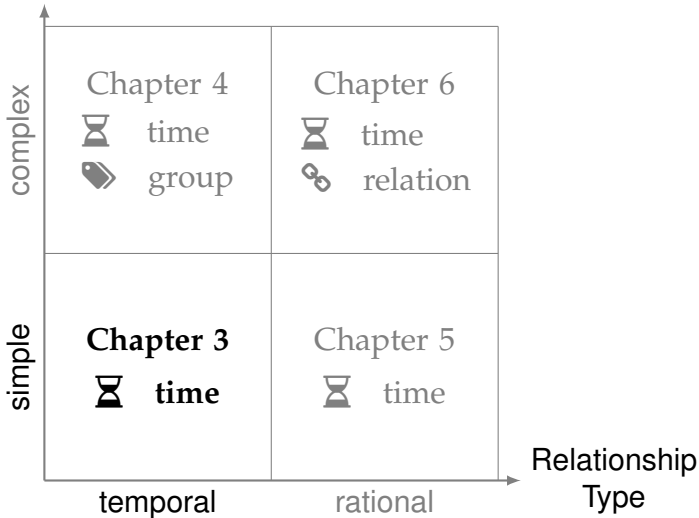 complex
Chapter 4
time
group
Chapter 6
time
relation
simple
Chapter 3
time
Chapter 5
time
temporal
rational
Relationship
Type